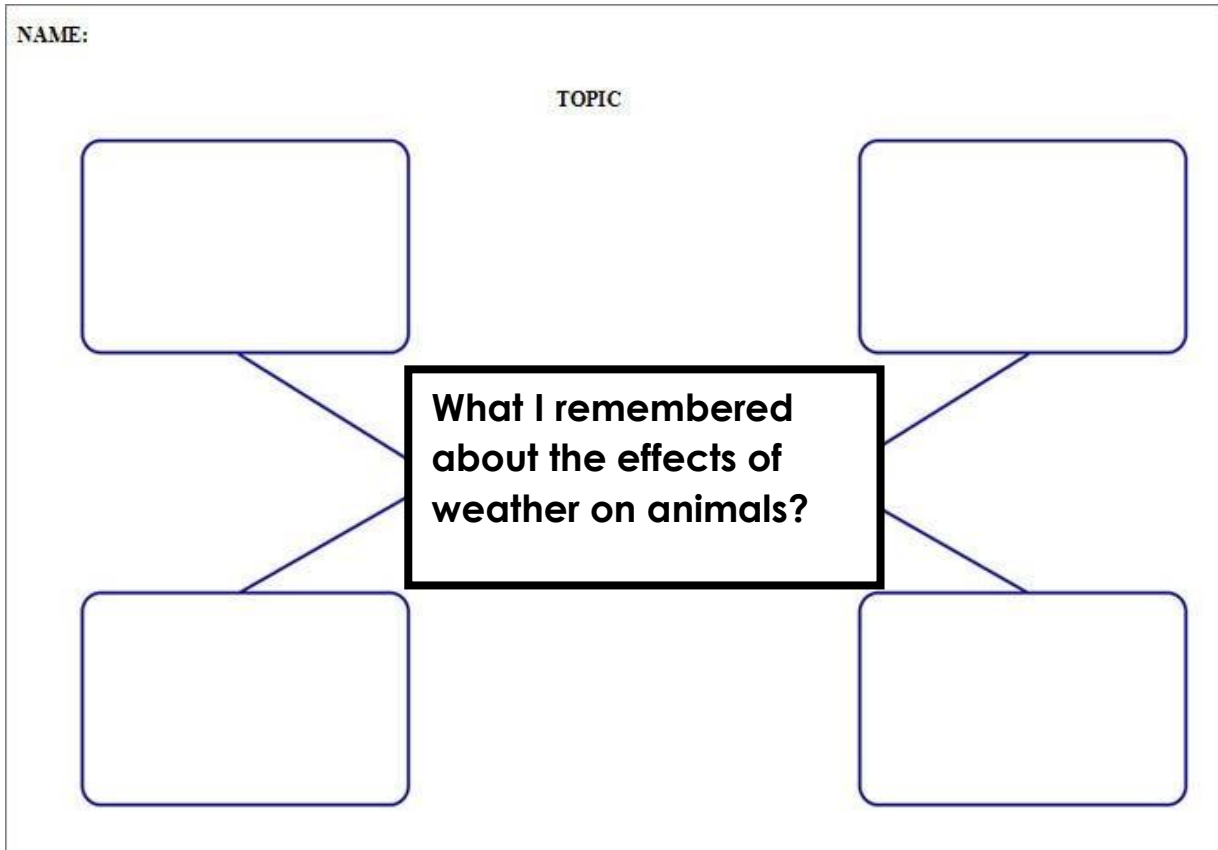 NAME:
TOPIC
What I remembered
about the effects of
weather on animals?